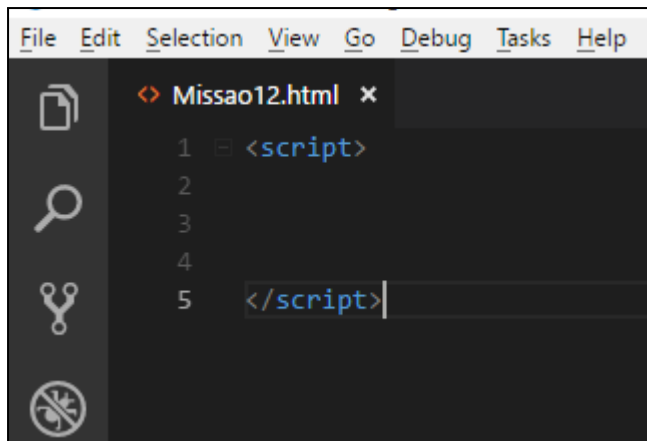 File Edit Selection View Go Debug Tasks Help
<> Missao12.html ×
1 <script>
2
3
4
5 </script>